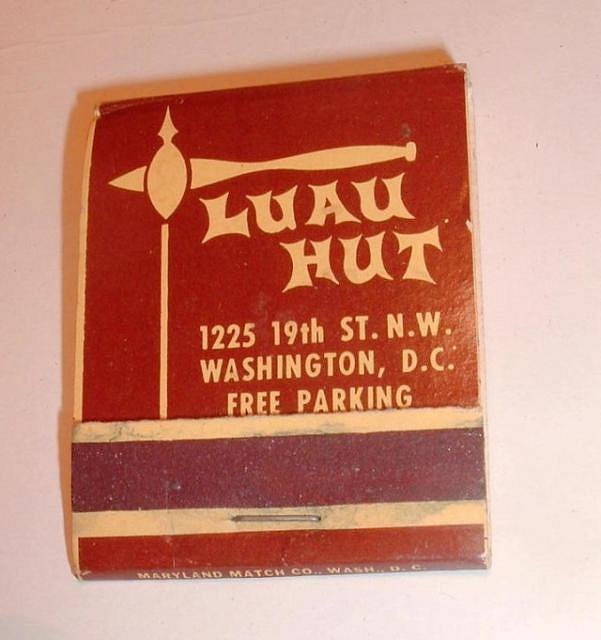 LUAU
HUT
1225 19th ST. N.W.
WASHINGTON, D.C.
FREE PARKING
MARYLAND MATCH CO., WASH., D. C.